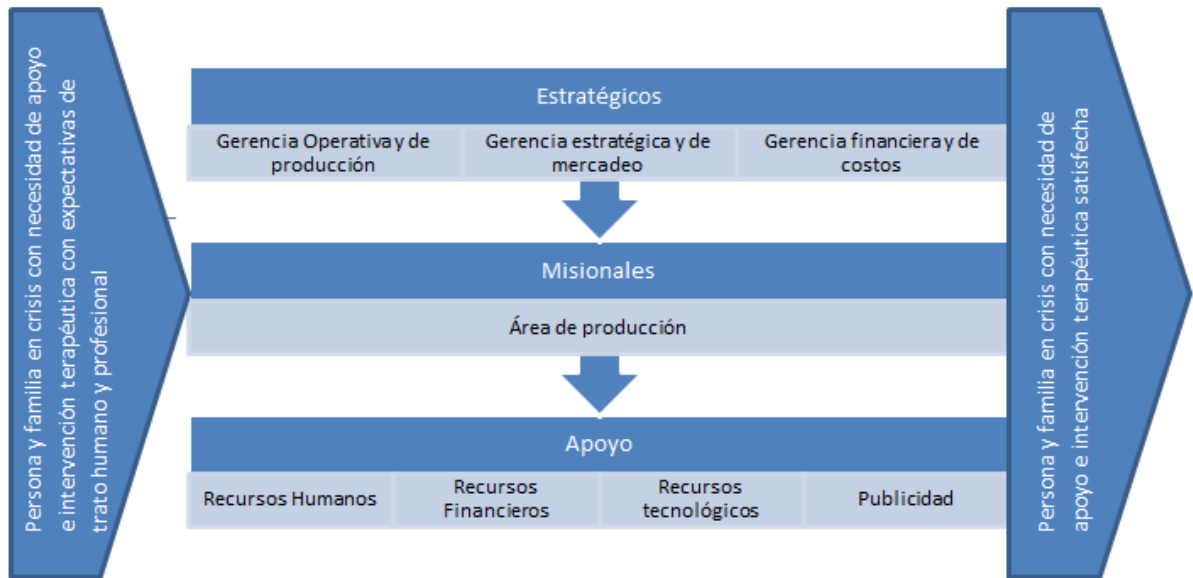 Persona y familia en crisis con necesidad de apoyo
e intervención terapéutica con expectativas de
trato humano y profesional
Estratégicos
Gerencia Operativa y de
producción
Gerencia estratégica y de
mercadeo
Gerencia financiera y de
costos
Misionales
Área de producción
Apoyo
Recursos Humanos
Recursos
Financieros
Recursos
tecnológicos
Publicidad
Persona y familia en crisis con necesidad de
apoyo e intervención terapéutica satisfecha